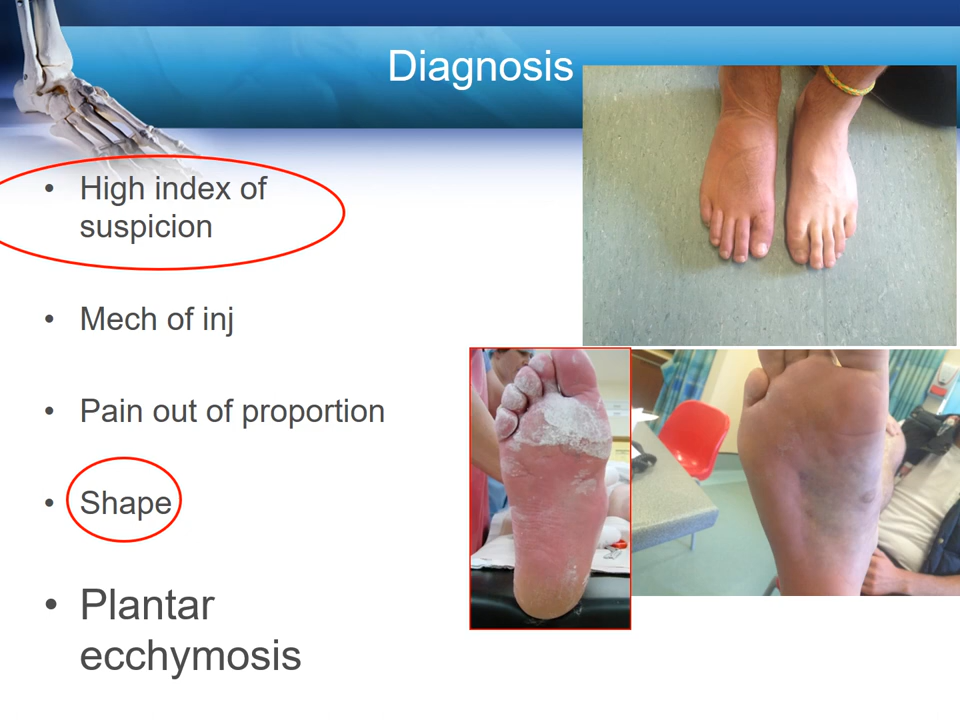 Diagnosis
• High index of
suspicion
• Mech of inj
• Pain out of proportion
• Shape
• Plantar
ecchymosis